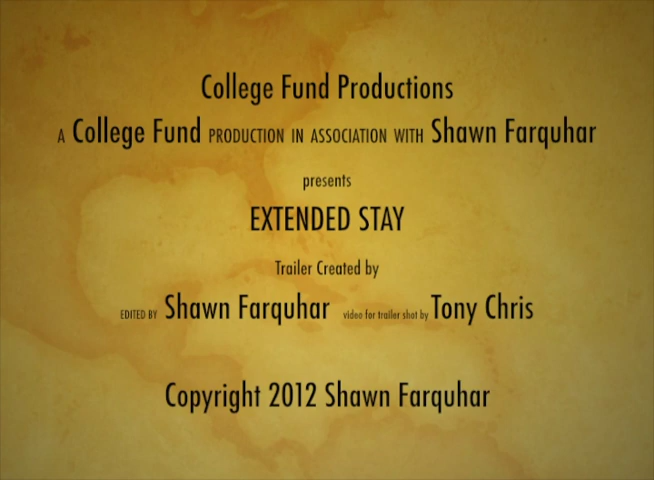 College Fund Productions
A College Fund PRODUCTION IN ASSOCIATION WITH Shawn Farquhar
presents
EXTENDED STAY
Trailer Created by
EDITED BY Shawn Farquhar video for trailer shot by Tony Chris
Copyright 2012 Shawn Farquhar